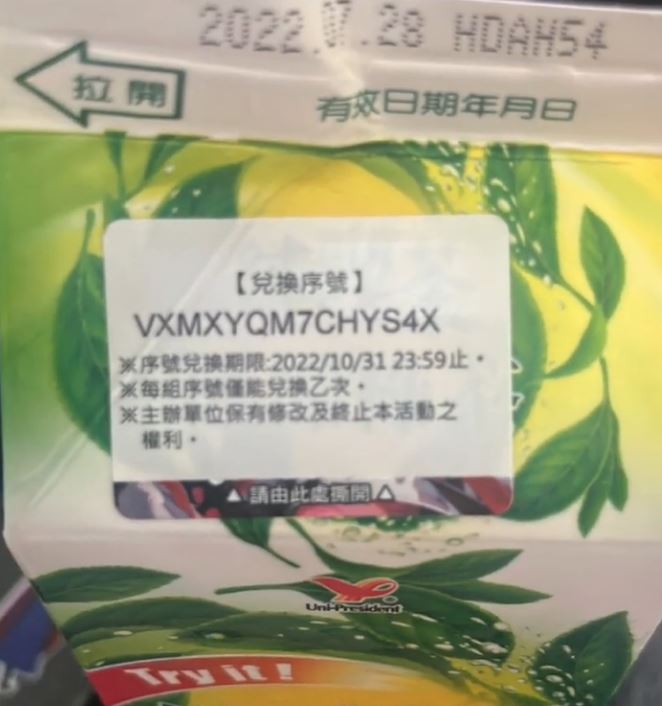 2022.07.28 HDAH54
拉開
有效日期年月日
【兌換序號】
VXMXYQM7CHYS4X
※序號兌換期限:2022/10/31 23:59止。
※每組序號僅能兌換乙次。
※主辦單位保有修改及終止本活動之
權利。
▲請由此處撕開△
Uni-President
Try it!